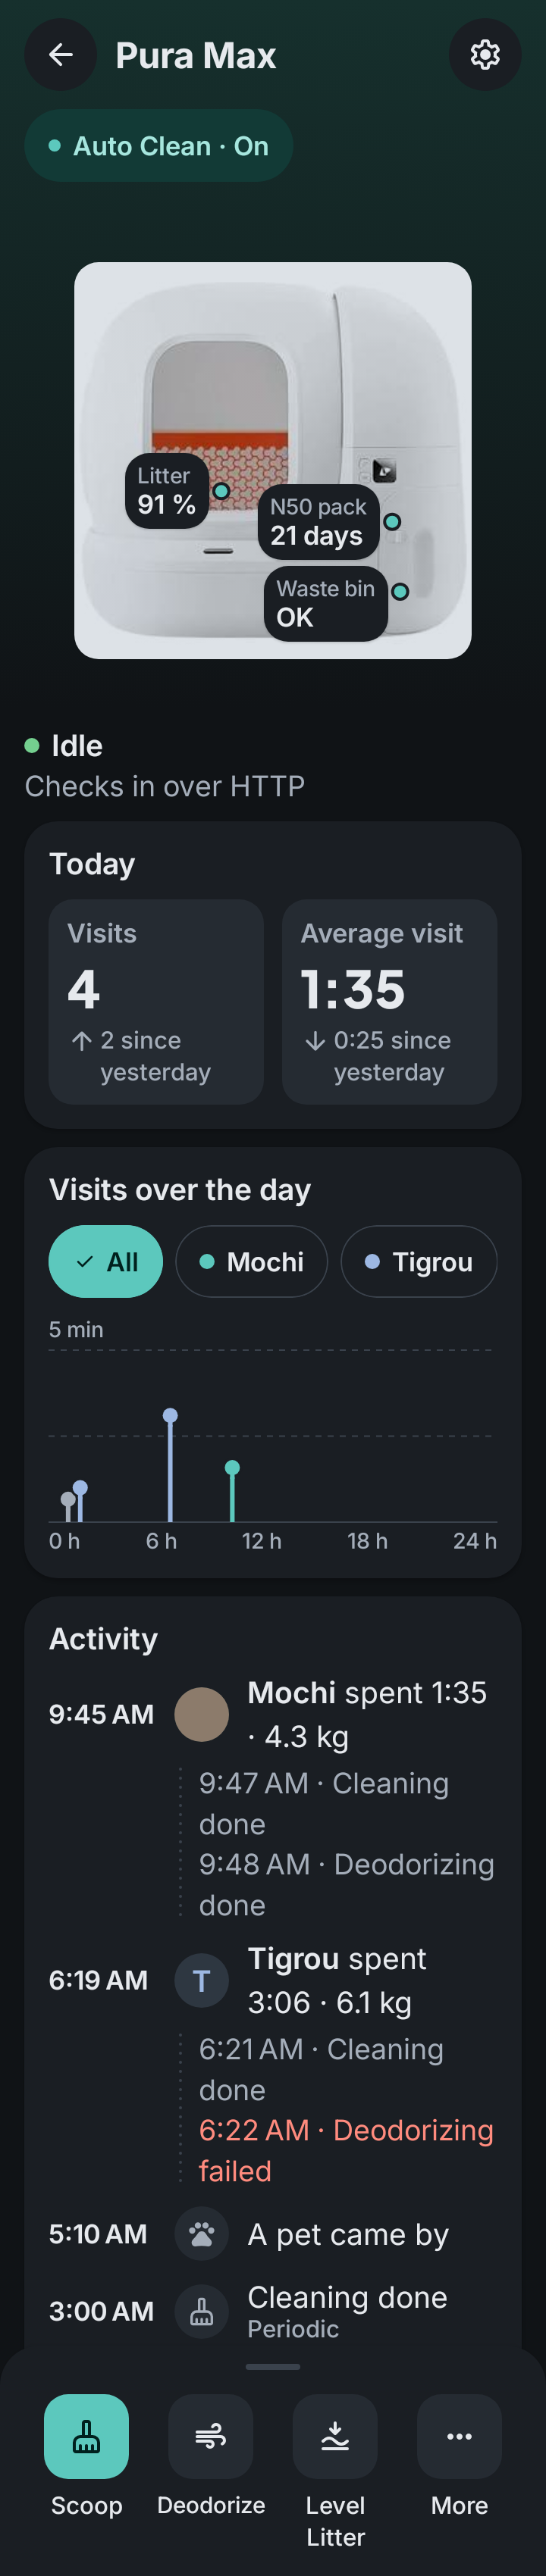 Pura Max
Auto Clean · On
Litter
91 %
N50 pack
21 days
Waste bin
OK
Idle
Checks in over HTTP
Today
Visits
4
↑ 2 since
yesterday
Average visit
1:35
↓ 0:25 since
yesterday
Visits over the day
All
Mochi
Tigrou
5 min
0 h 6 h 12 h 18 h 24 h
Activity
9:45 AM
Mochi spent 1:35
· 4.3 kg
9:47 AM · Cleaning
done
9:48 AM · Deodorizing
done
6:19 AM
T
Tigrou spent
3:06 · 6.1 kg
6:21 AM · Cleaning
done
6:22 AM · Deodorizing
failed
5:10 AM
A pet came by
3:00 AM
Cleaning done
Periodic
Scoop
Deodorize
Level
Litter
More